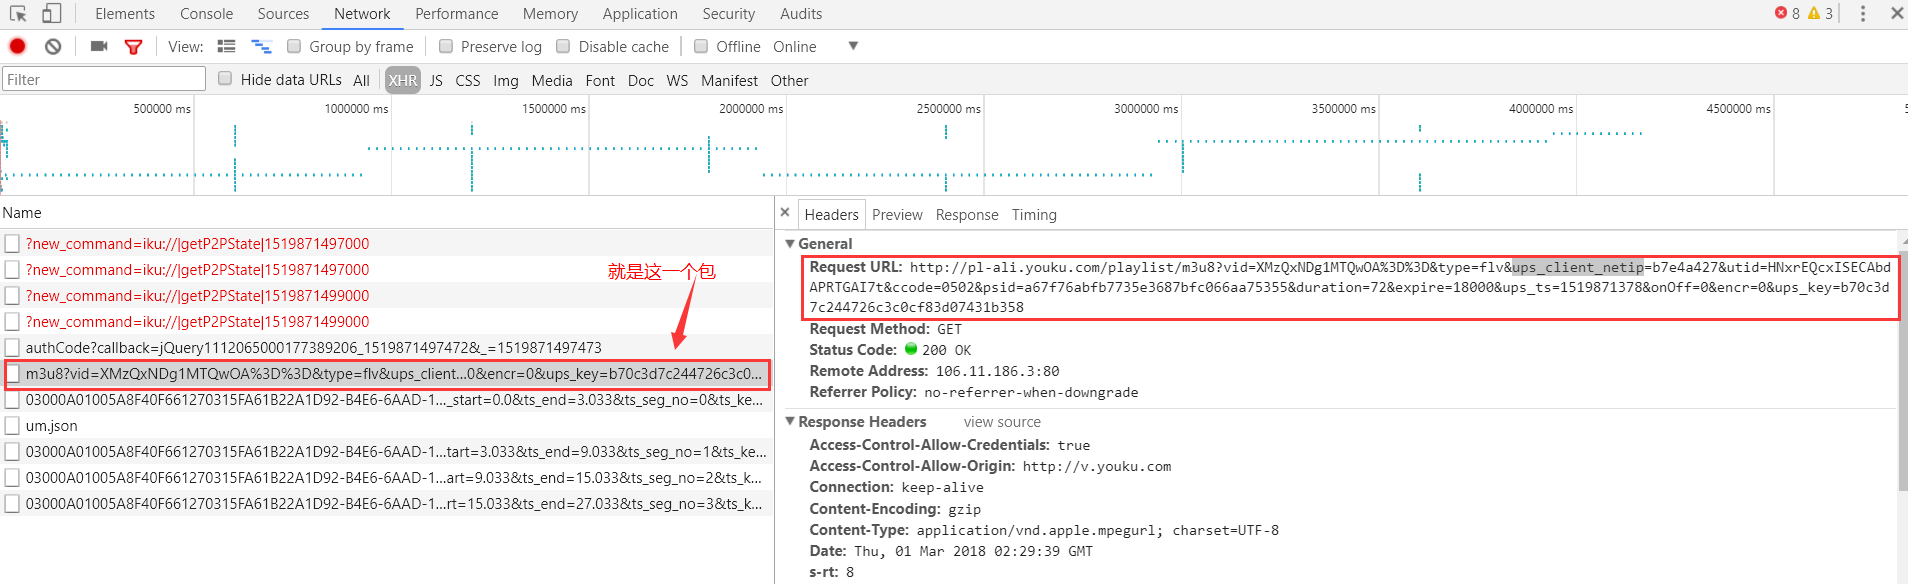 Elements Console Sources Network Performance Memory Application Security Audits 8 3
View: Group by frame Preserve log Disable cache Offline Online
Filter Hide data URLs All XHR JS CSS Img Media Font Doc WS Manifest Other
500000 ms 1000000 ms 1500000 ms 2000000 ms 2500000 ms 3000000 ms 3500000 ms 4000000 ms 4500000 ms 5
Name
?new_command=iku://|getP2PState|1519871497000
?new_command=iku://|getP2PState|1519871497000
?new_command=iku://|getP2PState|1519871499000
?new_command=iku://|getP2PState|1519871499000
authCode?callback=jQuery1112065000177389206_1519871497472&_=1519871497473
m3u8?vid=XMzQxNDg1MTQwOA%3D%3D&type=flv&ups_client...0&encr=0&ups_key=b70c3d7c244726c3c0...
03000A01005A8F40F661270315FA61B22A1D92-B4E6-6AAD-1..._start=0.0&ts_end=3.033&ts_seg_no=0&ts_ke...
um.json
03000A01005A8F40F661270315FA61B22A1D92-B4E6-6AAD-1...tart=3.033&ts_end=9.033&ts_seg_no=1&ts_ke...
03000A01005A8F40F661270315FA61B22A1D92-B4E6-6AAD-1...art=9.033&ts_end=15.033&ts_seg_no=2&ts_k...
03000A01005A8F40F661270315FA61B22A1D92-B4E6-6AAD-1...rt=15.033&ts_end=27.033&ts_seg_no=3&ts_k...
就是这一个包
Headers Preview Response Timing
General
Request URL: http://pl-ali.youku.com/playlist/m3u8?vid=XMzQxNDg1MTQwOA%3D%3D&type=flv&ups_client_netip=b7e4a427&utid=HNxrEQcxISECAbd
APRTGAI7t&ccode=0502&psid=a67f76abfb7735e3687bfc066aa75355&duration=72&expire=18000&ups_ts=1519871378&onOff=0&encr=0&ups_key=b70c3d
7c244726c3c0cf83d07431b358
Request Method: GET
Status Code: 200 OK
Remote Address: 106.11.186.3:80
Referrer Policy: no-referrer-when-downgrade
Response Headers view source
Access-Control-Allow-Credentials: true
Access-Control-Allow-Origin: http://v.youku.com
Connection: keep-alive
Content-Encoding: gzip
Content-Type: application/vnd.apple.mpegurl; charset=UTF-8
Date: Thu, 01 Mar 2018 02:29:39 GMT
s-rt: 8